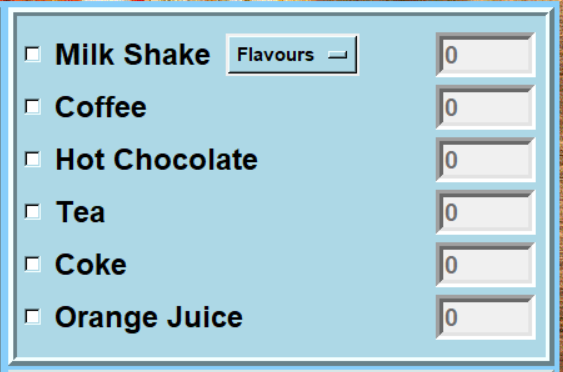 Milk Shake Flavours 0
Coffee 0
Hot Chocolate 0
Tea 0
Coke 0
Orange Juice 0